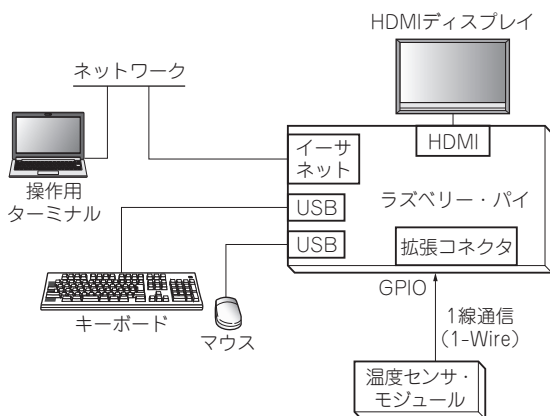 HDMIディスプレイ
ネットワーク
イーサ
ネット
HDMI
操作用
ターミナル
USB
ラズベリー・パイ
USB
拡張コネクタ
キーボード
マウス
GPIO
1線通信
(1-Wire)
温度センサ・
モジュール